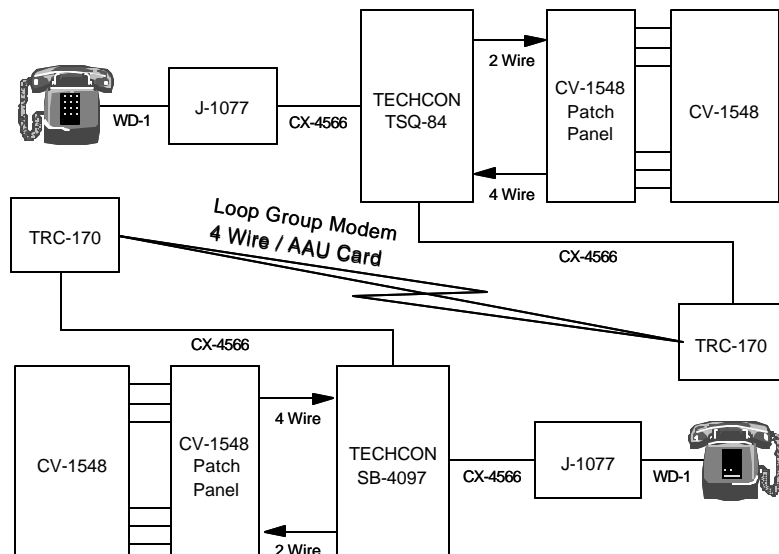 2 Wire
J-1077
TECHCON
TSQ-84
CV-1548
Patch
Panel
CV-1548
WD-1
CX-4566
4 Wire
Loop Group Modem
4 Wire / AAU Card
TRC-170
CX-4566
TRC-170
CX-4566
4 Wire
CV-1548
CV-1548
Patch
Panel
TECHCON
SB-4097
J-1077
CX-4566
WD-1
2 Wire